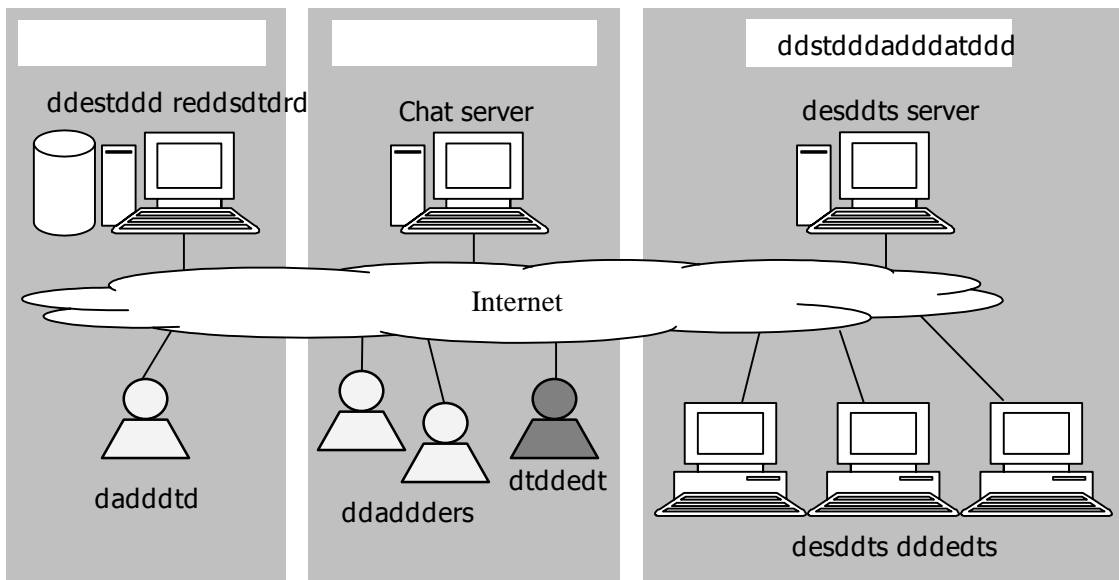 ddstdddadddatddd
ddestddd reddsdtdrd
Chat server
desddts server
Internet
dadddtd
ddaddders
dtddedt
desddts dddedts